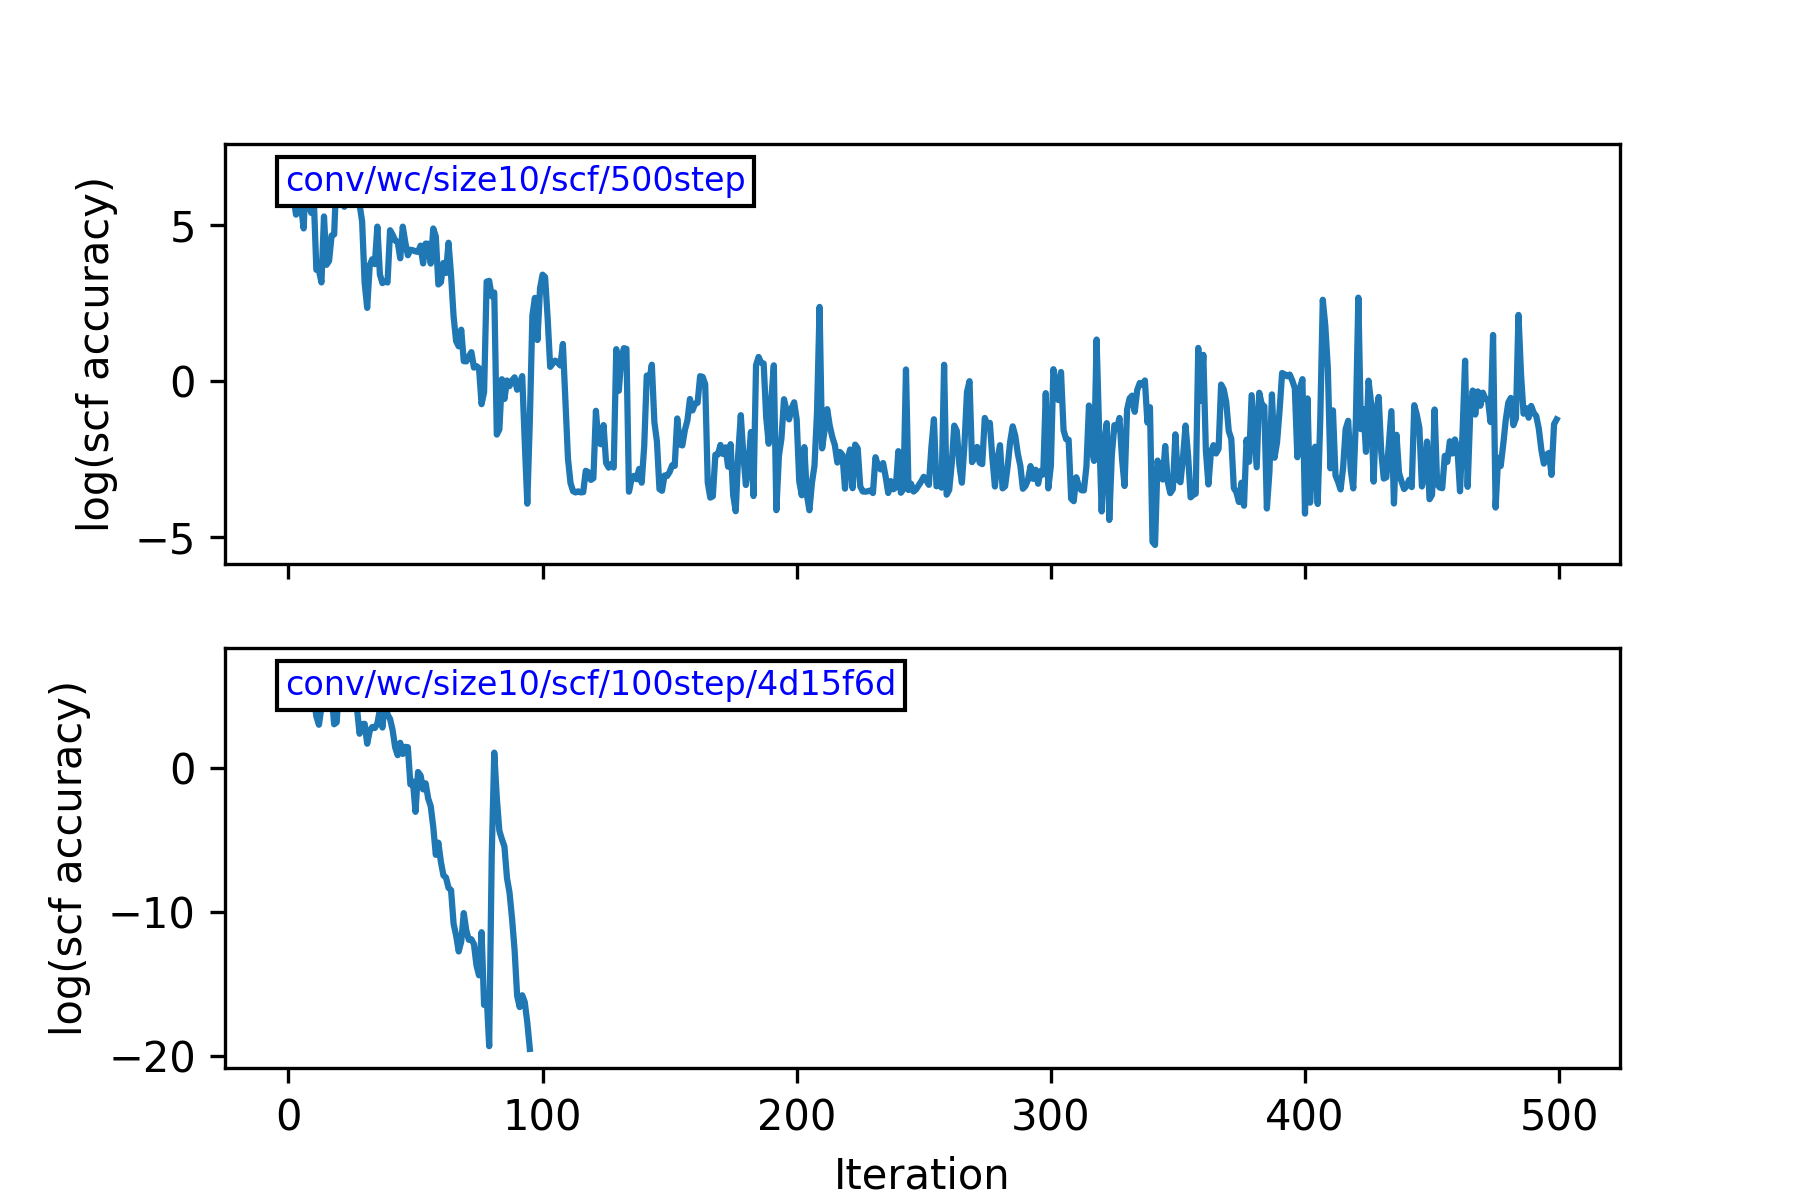 conv/wc/size10/scf/500step
log(scf accuracy)
5
0
−5
conv/wc/size10/scf/100step/4d15f6d
log(scf accuracy)
0
−10
−20
0 100 200 300 400 500
Iteration